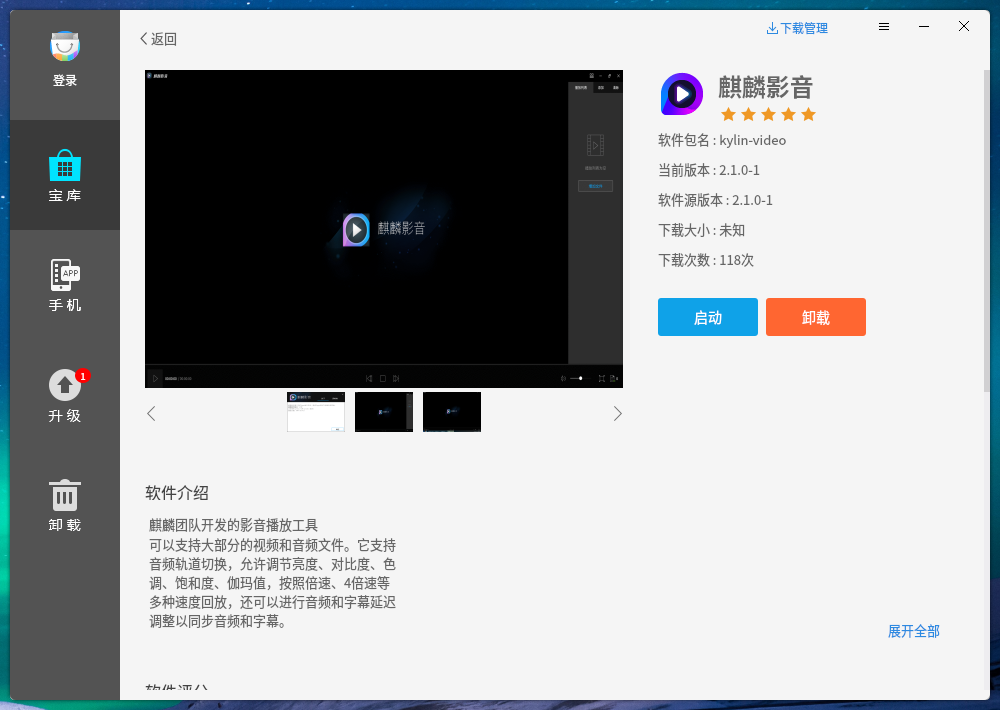 下载管理
登录
返回
宝库
手机
APP
1
升级
卸载
麒麟影音
麒麟影音
软件包名 : kylin-video
当前版本 : 2.1.0-1
软件源版本 : 2.1.0-1
下载大小 : 未知
下载次数 : 118次
启动
卸载
软件介绍
麒麟团队开发的影音播放工具
可以支持大部分的视频和音频文件。它支持
音频轨道切换，允许调节亮度、对比度、色
调、饱和度、伽玛值，按照倍速、4倍速等
多种速度回放，还可以进行音频和字幕延迟
调整以同步音频和字幕。
展开全部
软件评分